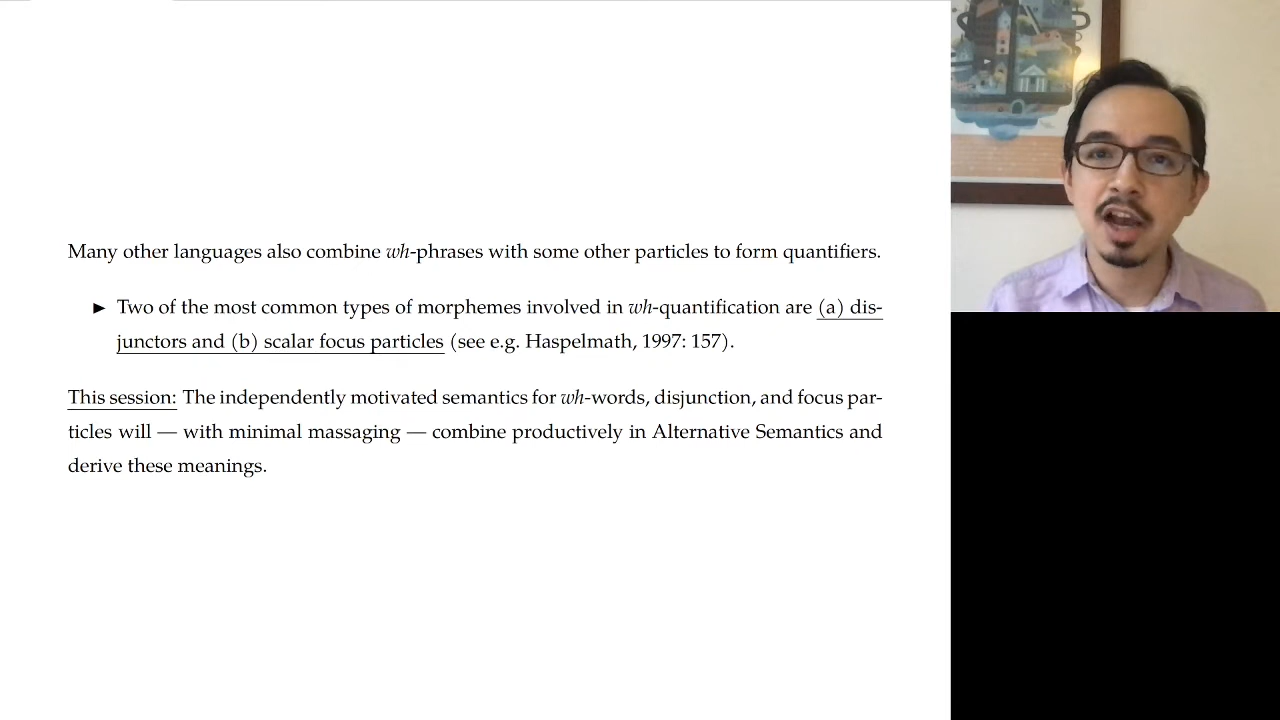 Many other languages also combine wh-phrases with some other particles to form quantifiers.
► Two of the most common types of morphemes involved in wh-quantification are (a) dis-
junctors and (b) scalar focus particles (see e.g. Haspelmath, 1997: 157).
This session: The independently motivated semantics for wh-words, disjunction, and focus par-
ticles will — with minimal massaging — combine productively in Alternative Semantics and
derive these meanings.